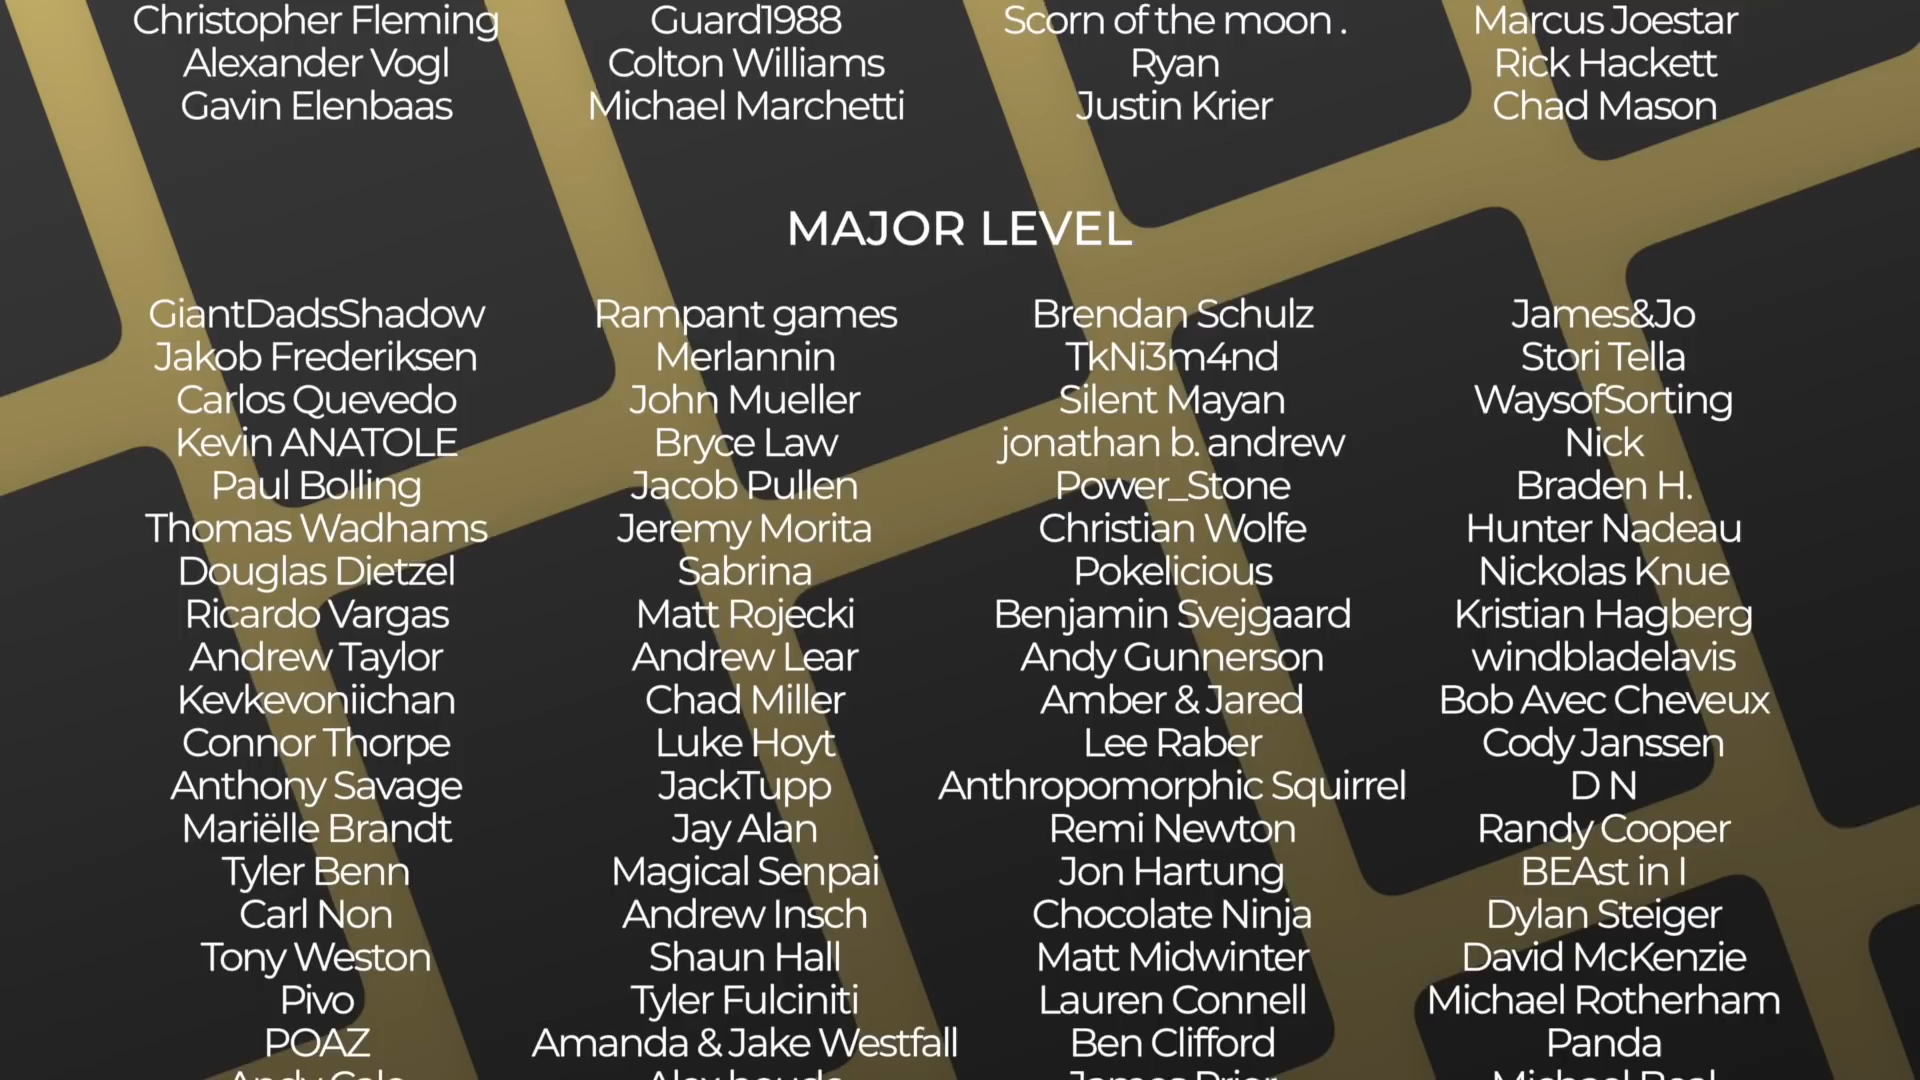 Christopher Fleming Guard1988 Scorn of the moon . Marcus Joestar
Alexander Vogl Colton Williams Ryan Rick Hackett
Gavin Elenbaas Michael Marchetti Justin Krier Chad Mason
MAJOR LEVEL
GiantDadsShadow Rampant games Brendan Schulz James&Jo
Jakob Frederiksen Merlannin TkNi3m4nd Stori Tella
Carlos Quevedo John Mueller Silent Mayan WaysofSorting
Kevin ANATOLE Bryce Law jonathan b. andrew Nick
Paul Bolling Jacob Pullen Power_Stone Braden H.
Thomas Wadhams Jeremy Morita Christian Wolfe Hunter Nadeau
Douglas Dietzel Sabrina Pokelicious Nickolas Knue
Ricardo Vargas Matt Rojecki Benjamin Svejgaard Kristian Hagberg
Andrew Taylor Andrew Lear Andy Gunnerson windbladelavis
Kevkevoniichan Chad Miller Amber & Jared Bob Avec Cheveux
Connor Thorpe Luke Hoyt Lee Raber Cody Janssen
Anthony Savage JackTupp Anthropomorphic Squirrel D N
Mariëlle Brandt Jay Alan Remi Newton Randy Cooper
Tyler Benn Magical Senpai Jon Hartung BEAst in I
Carl Non Andrew Insch Chocolate Ninja Dylan Steiger
Tony Weston Shaun Hall Matt Midwinter David McKenzie
Pivo Tyler Fulciniti Lauren Connell Michael Rotherham
POAZ Amanda & Jake Westfall Ben Clifford Panda